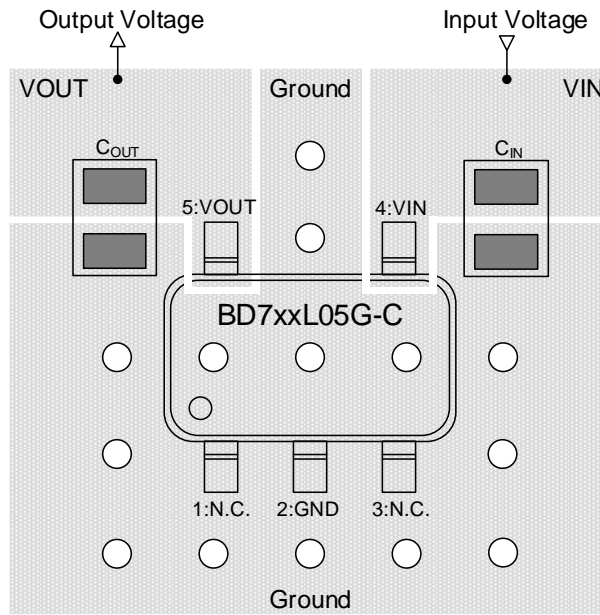 Output Voltage
Input Voltage
VOUT
Ground
VIN
COUT
CIN
5:VOUT
4:VIN
BD7xxL05G-C
1:N.C.
2:GND
3:N.C.
Ground